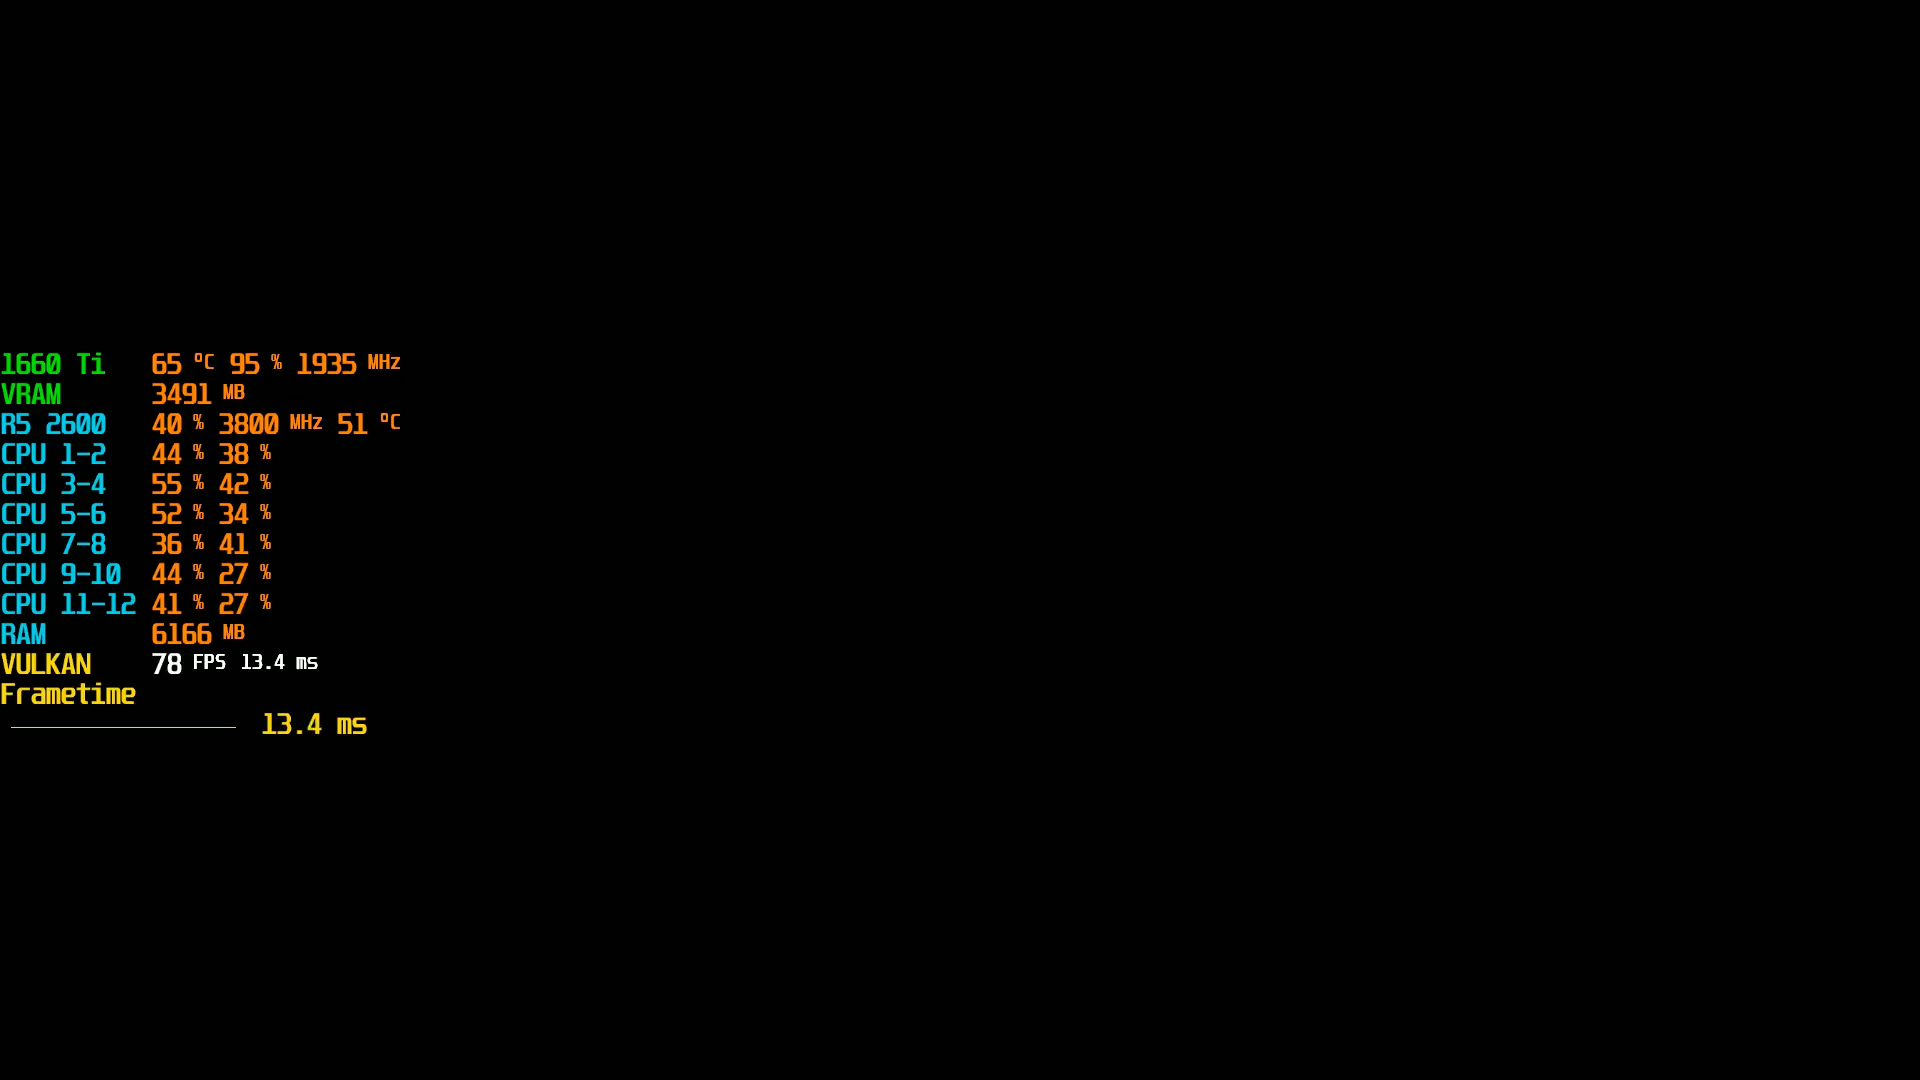 1660 Ti 65 °C 95 % 1935 MHz
VRAM 3491 MB
R5 2600 40 % 3800 MHz 51 °C
CPU 1-2 44 % 38 %
CPU 3-4 55 % 42 %
CPU 5-6 52 % 34 %
CPU 7-8 36 % 41 %
CPU 9-10 44 % 27 %
CPU 11-12 41 % 27 %
RAM 6166 MB
VULKAN 78 FPS 13.4 ms
Frametime
13.4 ms